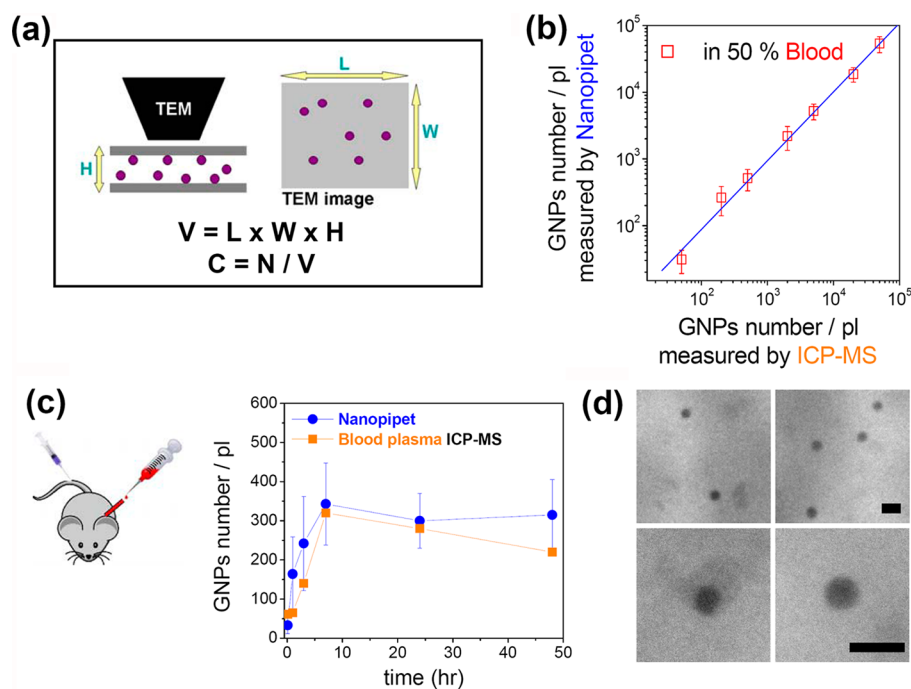 (a)
TEM
H
L
W
TEM image
V = L x W x H
C = N / V
(b)
GNPs number / pl
measured by Nanopipet
10^5
10^4
10^3
10^2
in 50 % Blood
10^2 10^3 10^4 10^5
GNPs number / pl
measured by ICP-MS
(c)
GNPs number / pl
600
500
400
300
200
100
0
Nanopipet
Blood plasma ICP-MS
0 10 20 30 40 50
time (hr)
(d)